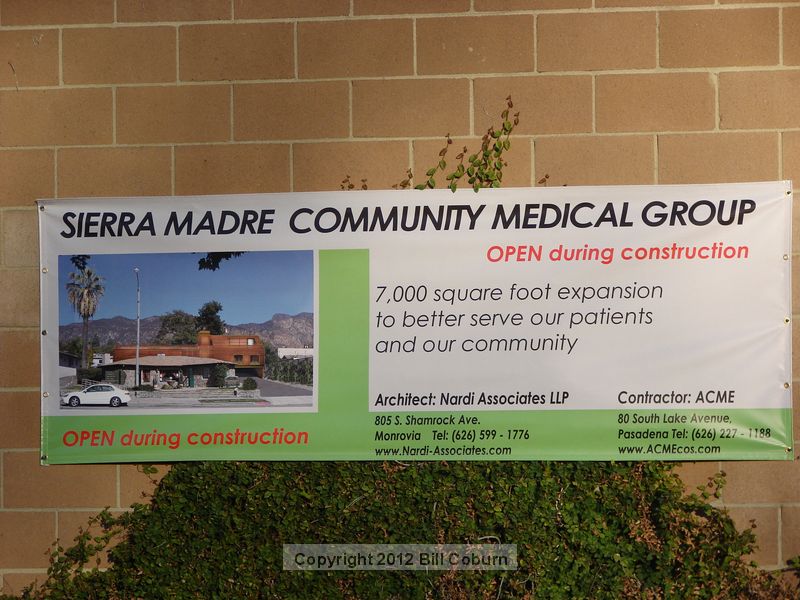 SIERRA MADRE COMMUNITY MEDICAL GROUP
OPEN during construction
7,000 square foot expansion
to better serve our patients
and our community
Architect: Nardi Associates LLP
805 S. Shamrock Ave.
Monrovia Tel: (626) 599 - 1776
www.Nardi-Associates.com
Contractor: ACME
80 South Lake Avenue,
Pasadena Tel: (626) 227 - 1188
www.ACMEcos.com
OPEN during construction
Copyright 2012 Bill Coburn